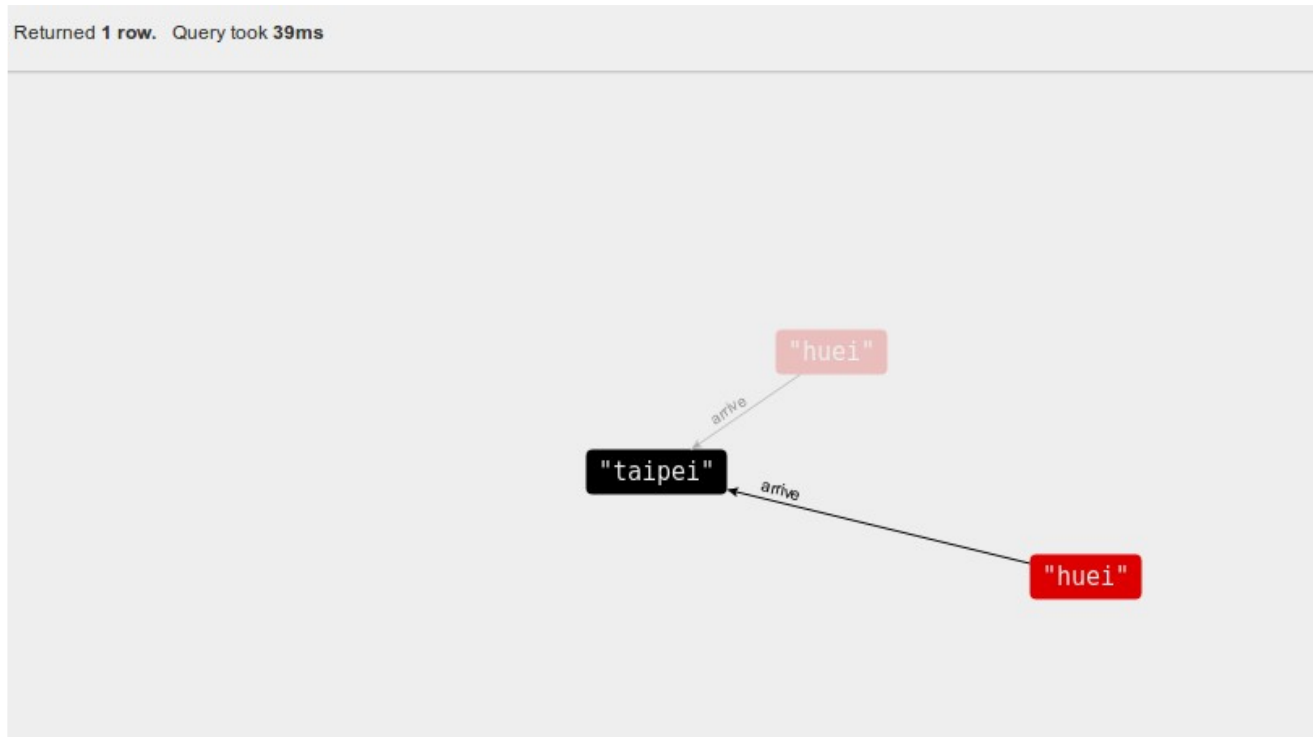 Returned 1 row. Query took 39ms
"huei"
arrive
"taipei"
arrive
"huei"